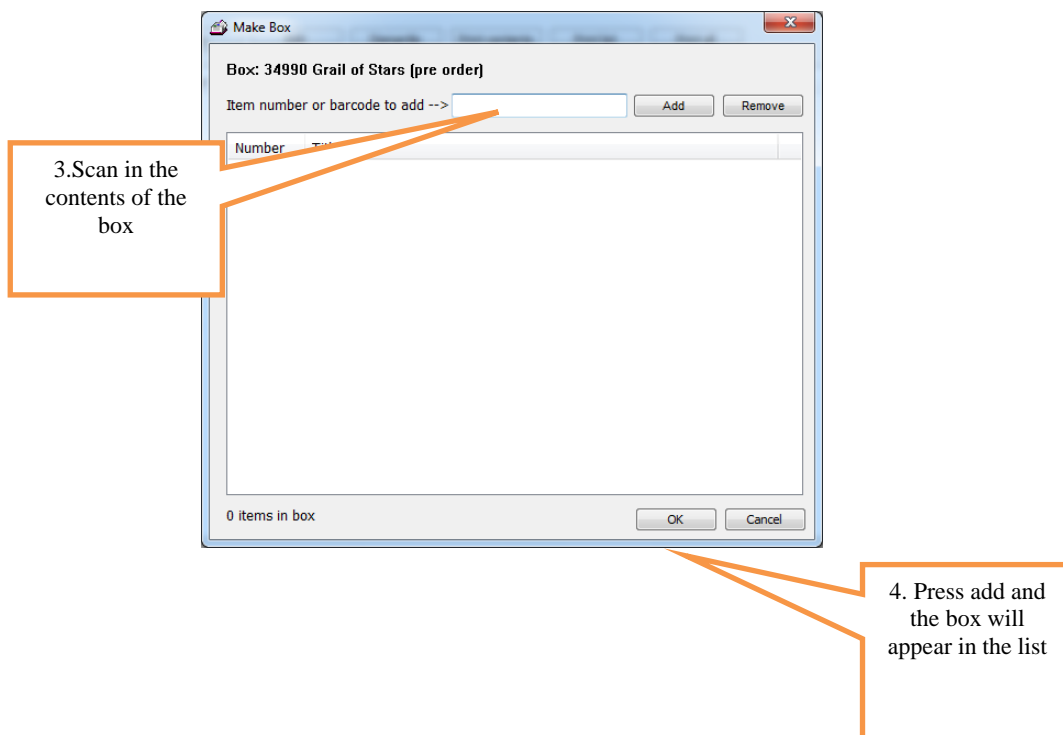 Make Box
Box: 34990 Grail of Stars (pre order)
Item number or barcode to add -->
Add
Remove
Number
3.Scan in the
contents of the
box
0 items in box
OK
Cancel
4. Press add and
the box will
appear in the list